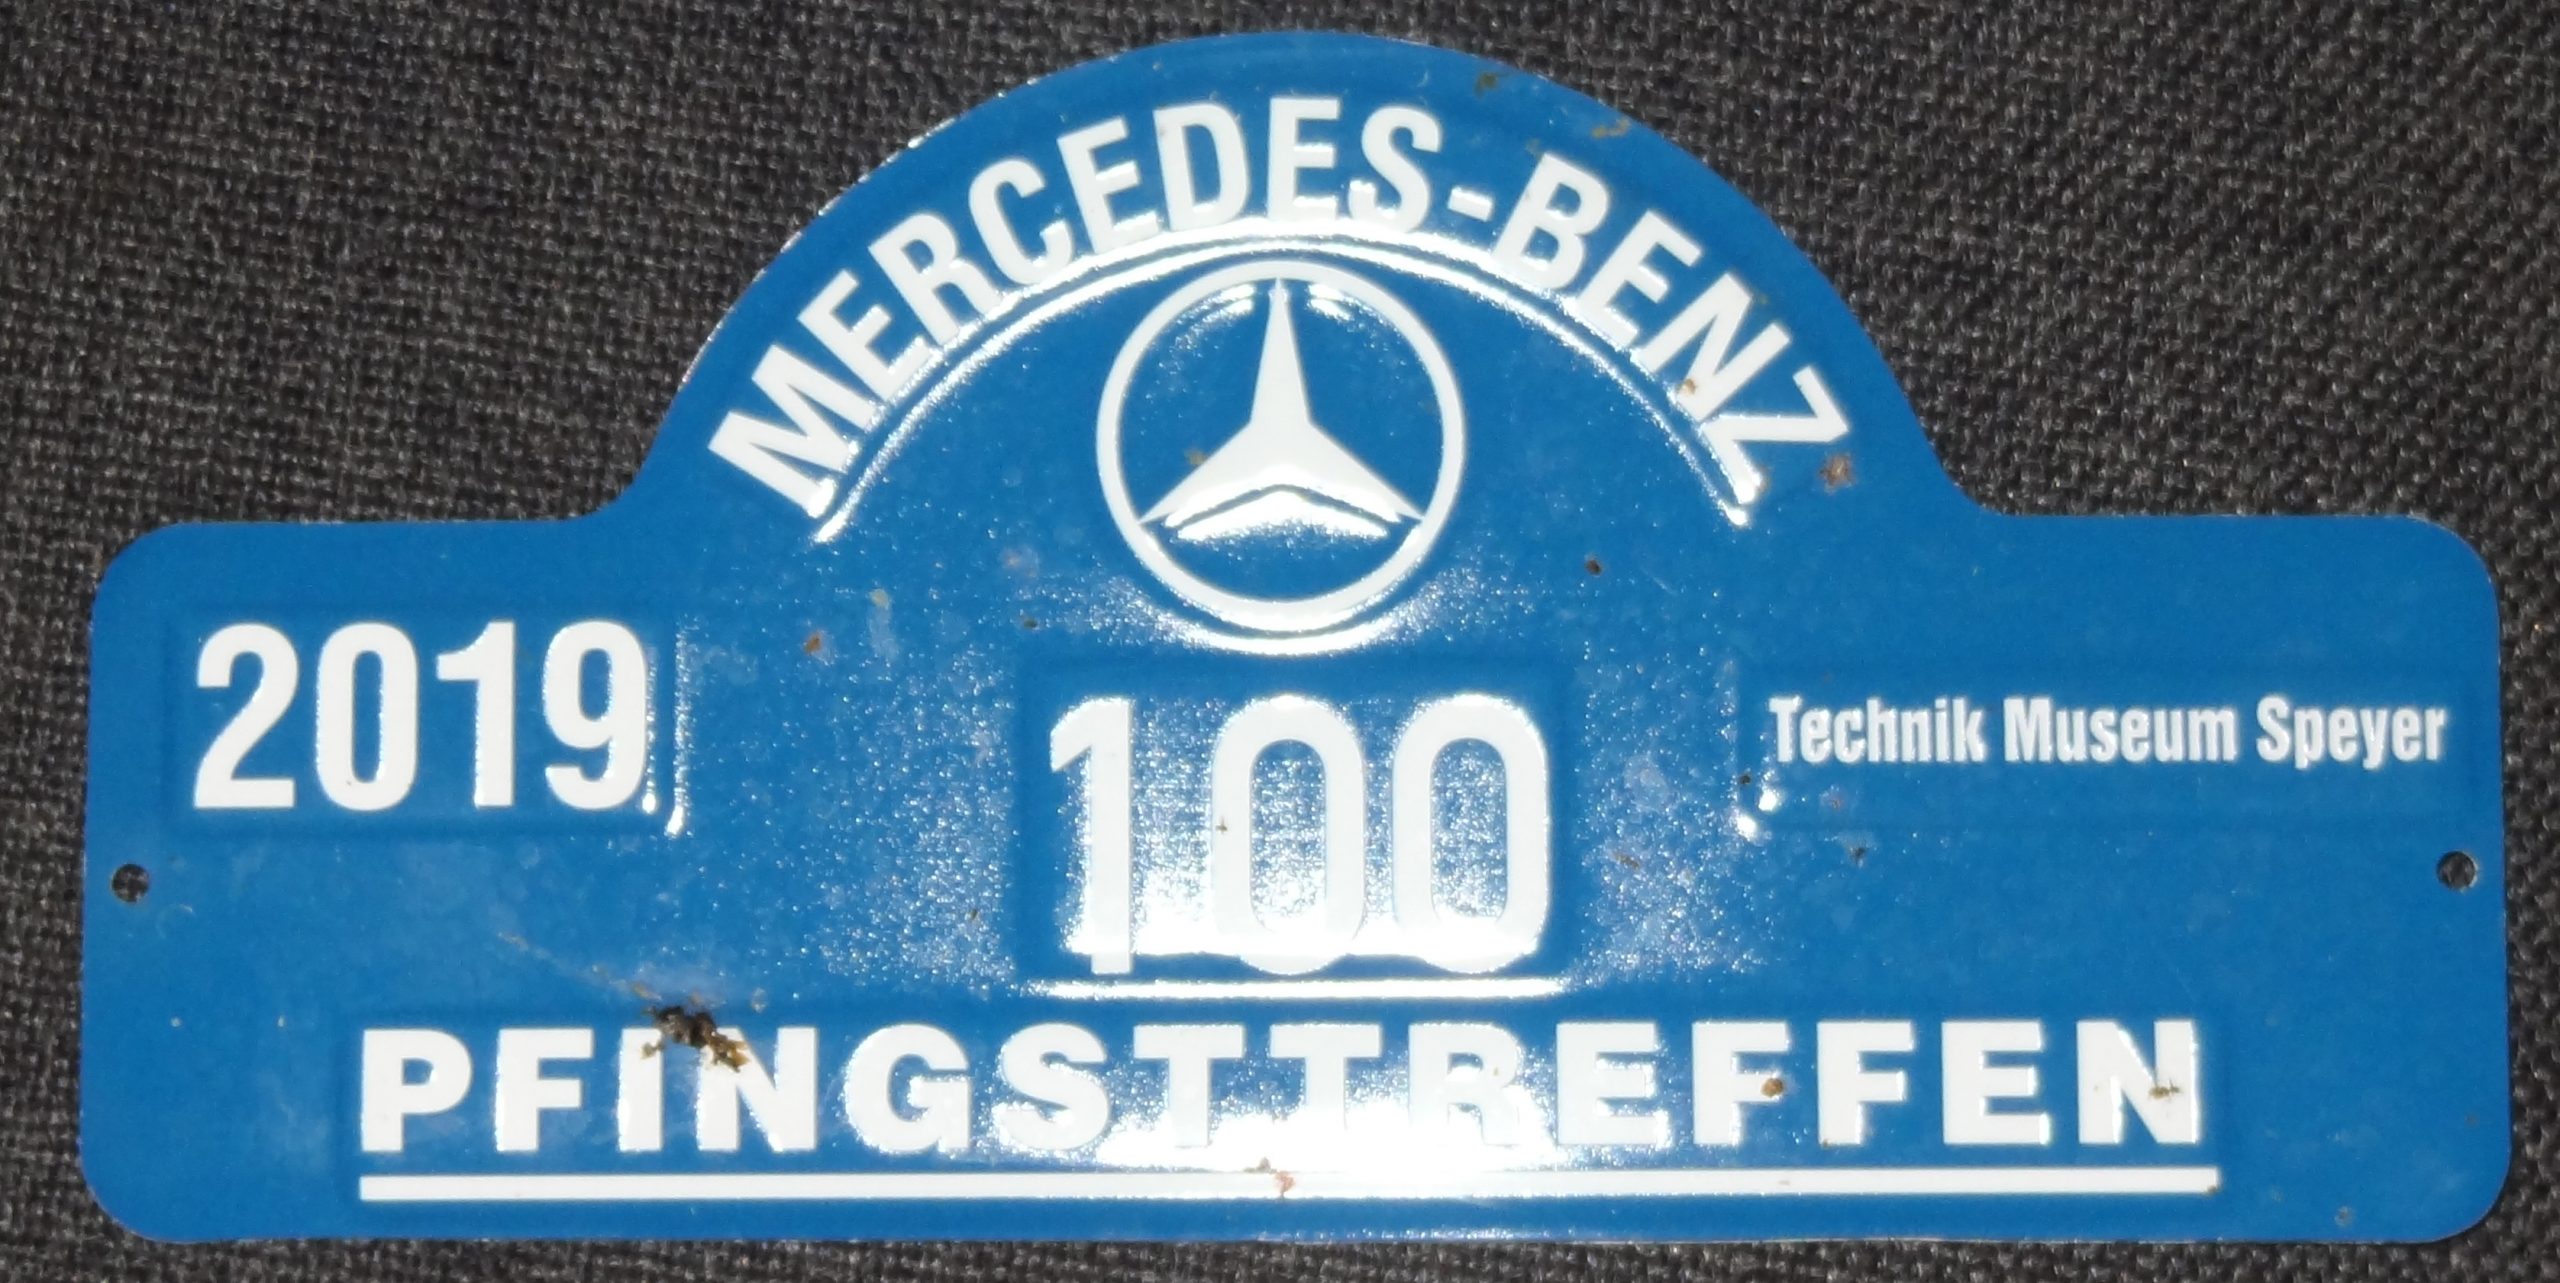 MERCEDES-BENZ
2019
100
Technik Museum Speyer
PFINGSTTREFFEN